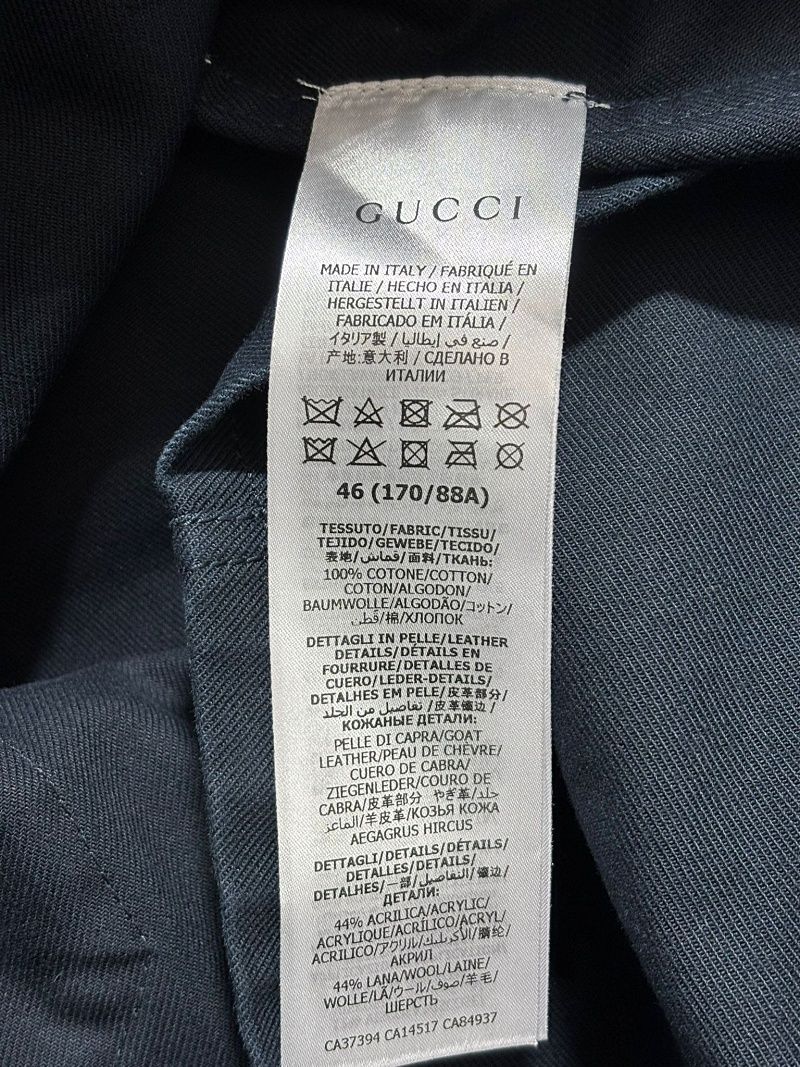 GUCCI
MADE IN ITALY / FABRIQUÉ EN
ITALIE / HECHO EN ITALIA /
HERGESTELLT IN ITALIEN /
FABRICADO EM ITÁLIA /
イタリア製 / صنع في إيطاليا /
产地:意大利 / СДЕЛАНО В
ИТАЛИИ
46 (170/88A)
TESSUTO/FABRIC/TISSU/
TEJIDO/GEWEBE/TECIDO/
表地/قماش/面料/ТКАНЬ:
100% COTONE/COTTON/
COTON/ALGODON/
BAUMWOLLE/ALGODÃO/コットン/
قطن/棉/ХЛОПОК
DETTAGLI IN PELLE/LEATHER
DETAILS/DÉTAILS EN
FOURRURE/DETALLES DE
CUERO/LEDER-DETAILS/
DETALHES EM PELE/皮革部分/
تفاصيل من الجلد/皮革镶边/
КОЖАНЫЕ ДЕТАЛИ:
PELLE DI CAPRA/GOAT
LEATHER/PEAU DE CHÈVRE/
CUERO DE CABRA/
ZIEGENLEDER/COURO DE
CABRA/皮革部分 やぎ革/جلد
الماعز/羊皮革/КОЗЬЯ КОЖА
AEGAGRUS HIRCUS
DETTAGLI/DETAILS/DÉTAILS/
DETALLES/DETAILS/
DETALHES/一部/التفاصيل/镶边/
ДЕТАЛИ:
44% ACRILICA/ACRYLIC/
ACRYLIQUE/ACRÍLICO/ACRYL/
ACRILICO/アクリル/الأكريليك/腈纶/
АКРИЛ
44% LANA/WOOL/LAINE/
WOLLE/LÃ/ウール/صوف/羊毛/
ШЕРСТЬ
CA37394 CA14517 CA84937